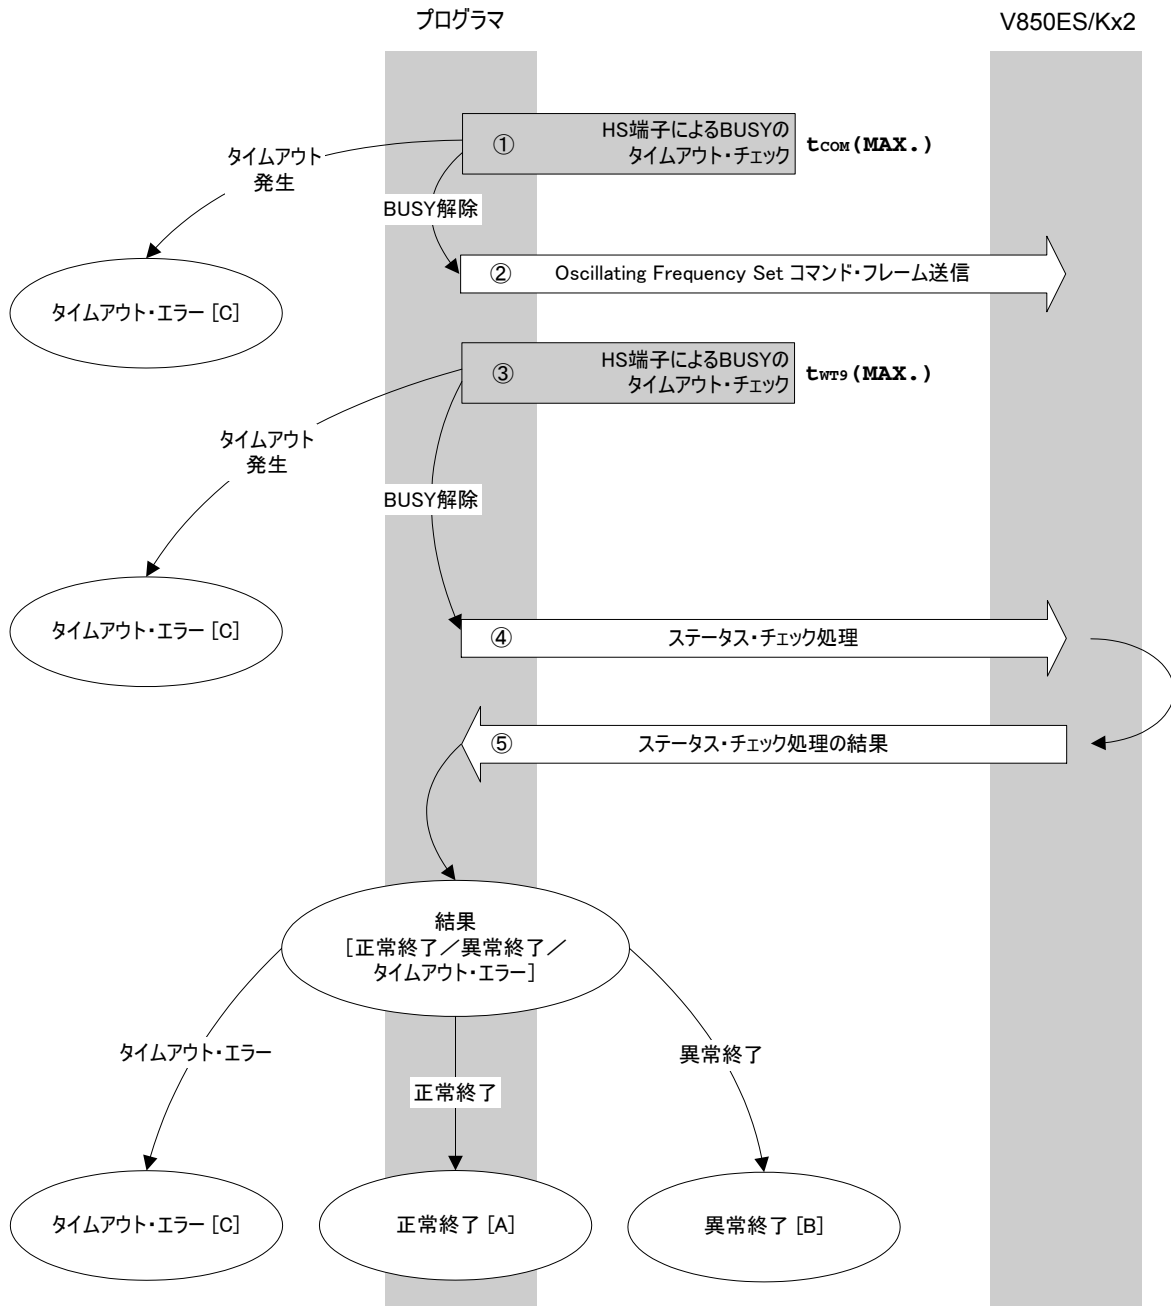 プログラマ
V850ES/Kx2
①
HS端子によるBUSYの
タイムアウト・チェック
tCOM(MAX.)
タイムアウト
発生
BUSY解除
②
Oscillating Frequency Set コマンド・フレーム送信
タイムアウト・エラー [C]
③
HS端子によるBUSYの
タイムアウト・チェック
tWT9(MAX.)
タイムアウト
発生
BUSY解除
タイムアウト・エラー [C]
④
ステータス・チェック処理
⑤
ステータス・チェック処理の結果
結果
[正常終了／異常終了／
タイムアウト・エラー]
タイムアウト・エラー
正常終了
異常終了
タイムアウト・エラー [C]
正常終了 [A]
異常終了 [B]